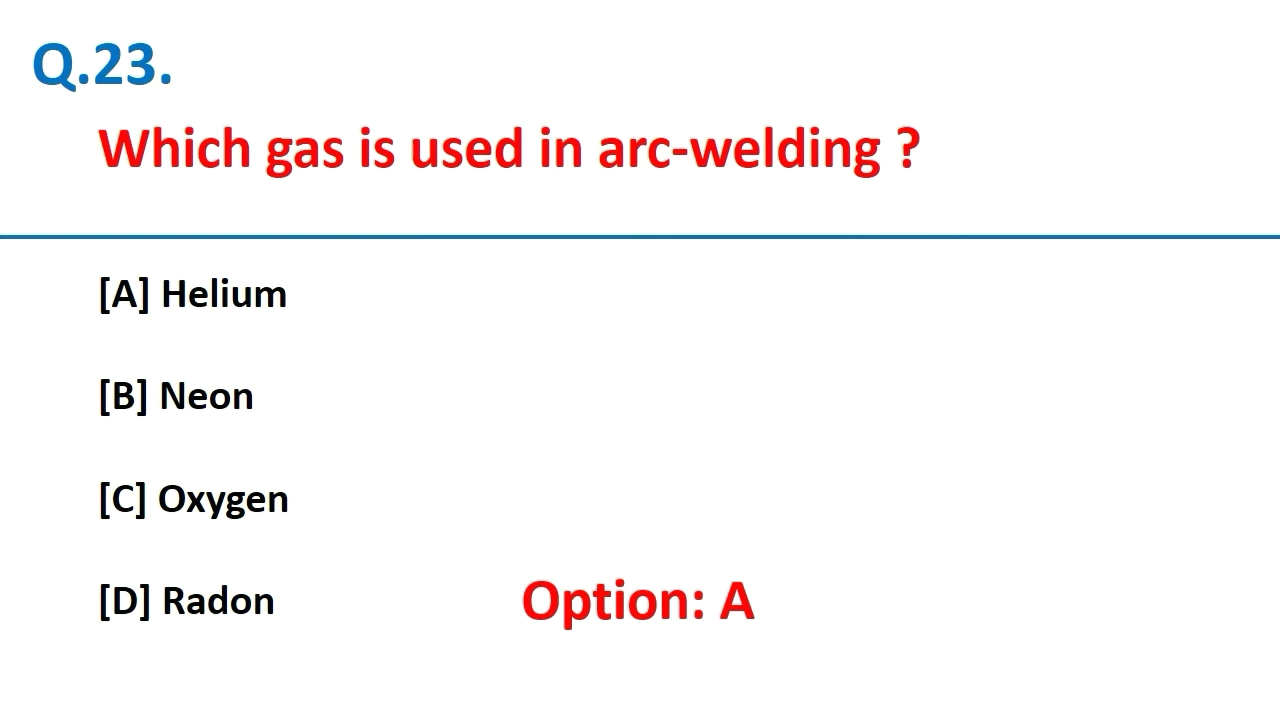 Q.23.
Which gas is used in arc-welding ?
[A] Helium
[B] Neon
[C] Oxygen
[D] Radon
Option: A